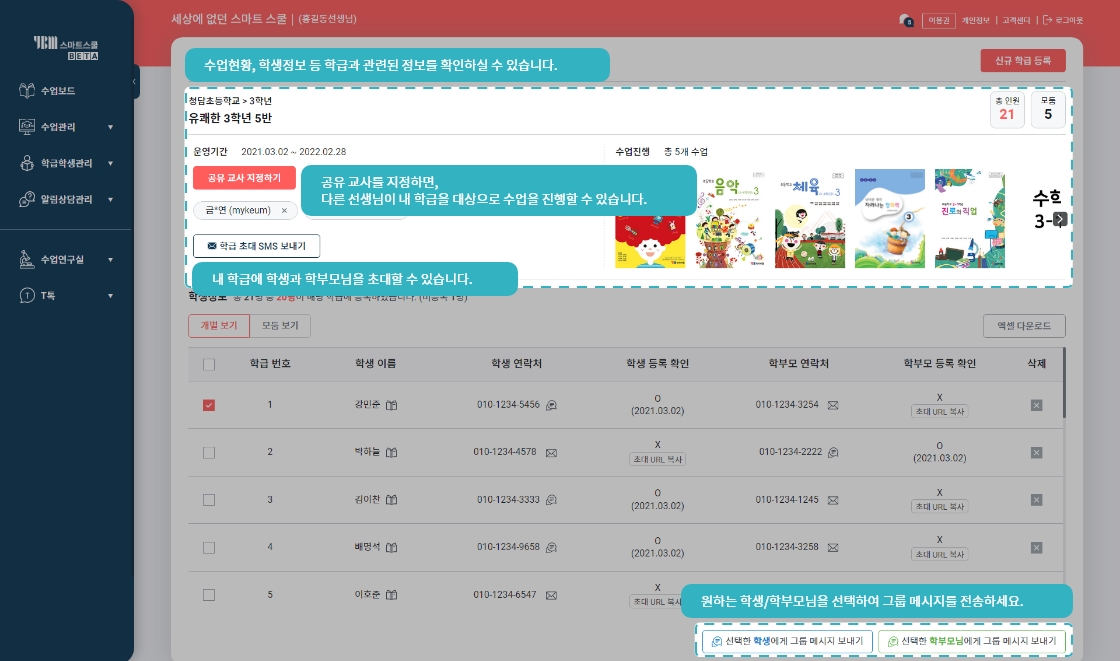 세상에 없던 스마트 스쿨 | (홍길동선생님)
이용권 개인정보 | 고객센터 | 로그아웃
YBM 스마트스쿨
BETA
수업보드
수업관리
학급학생관리
알림상담관리
수업연구실
T톡
수업현황, 학생정보 등 학급과 관련된 정보를 확인하실 수 있습니다.
신규 학급 등록
청담초등학교 > 3학년
유쾌한 3학년 5반
총 인원
21
모둠
5
운영기간 2021.03.02 ~ 2022.02.28
수업진행 총 5개 수업
공유 교사 지정하기
공유 교사를 지정하면,
다른 선생님이 내 학급을 대상으로 수업을 진행할 수 있습니다.
금*연 (mykeum) ×
학급 초대 SMS 보내기
내 학급에 학생과 학부모님을 초대할 수 있습니다.
음악 3
체육 3
3
진로와 직업
3-
학생정보
개별 보기 모둠 보기
엑셀 다운로드
학급 번호 학생 이름 학생 연락처 학생 등록 확인 학부모 연락처 학부모 등록 확인 삭제
1 강민준 010-1234-5456 O (2021.03.02) 010-1234-3254 X 초대 URL 복사
2 박하늘 010-1234-4578 X 초대 URL 복사 010-1234-2222 O (2021.03.02)
3 김이찬 010-1234-3333 O (2021.03.02) 010-1234-1245 X 초대 URL 복사
4 배명석 010-1234-9658 O (2021.03.02) 010-1234-3258 X 초대 URL 복사
5 이호준 010-1234-6547 X 초대 URL 복사
원하는 학생/학부모님을 선택하여 그룹 메시지를 전송하세요.
선택한 학생에게 그룹 메시지 보내기
선택한 학부모님에게 그룹 메시지 보내기